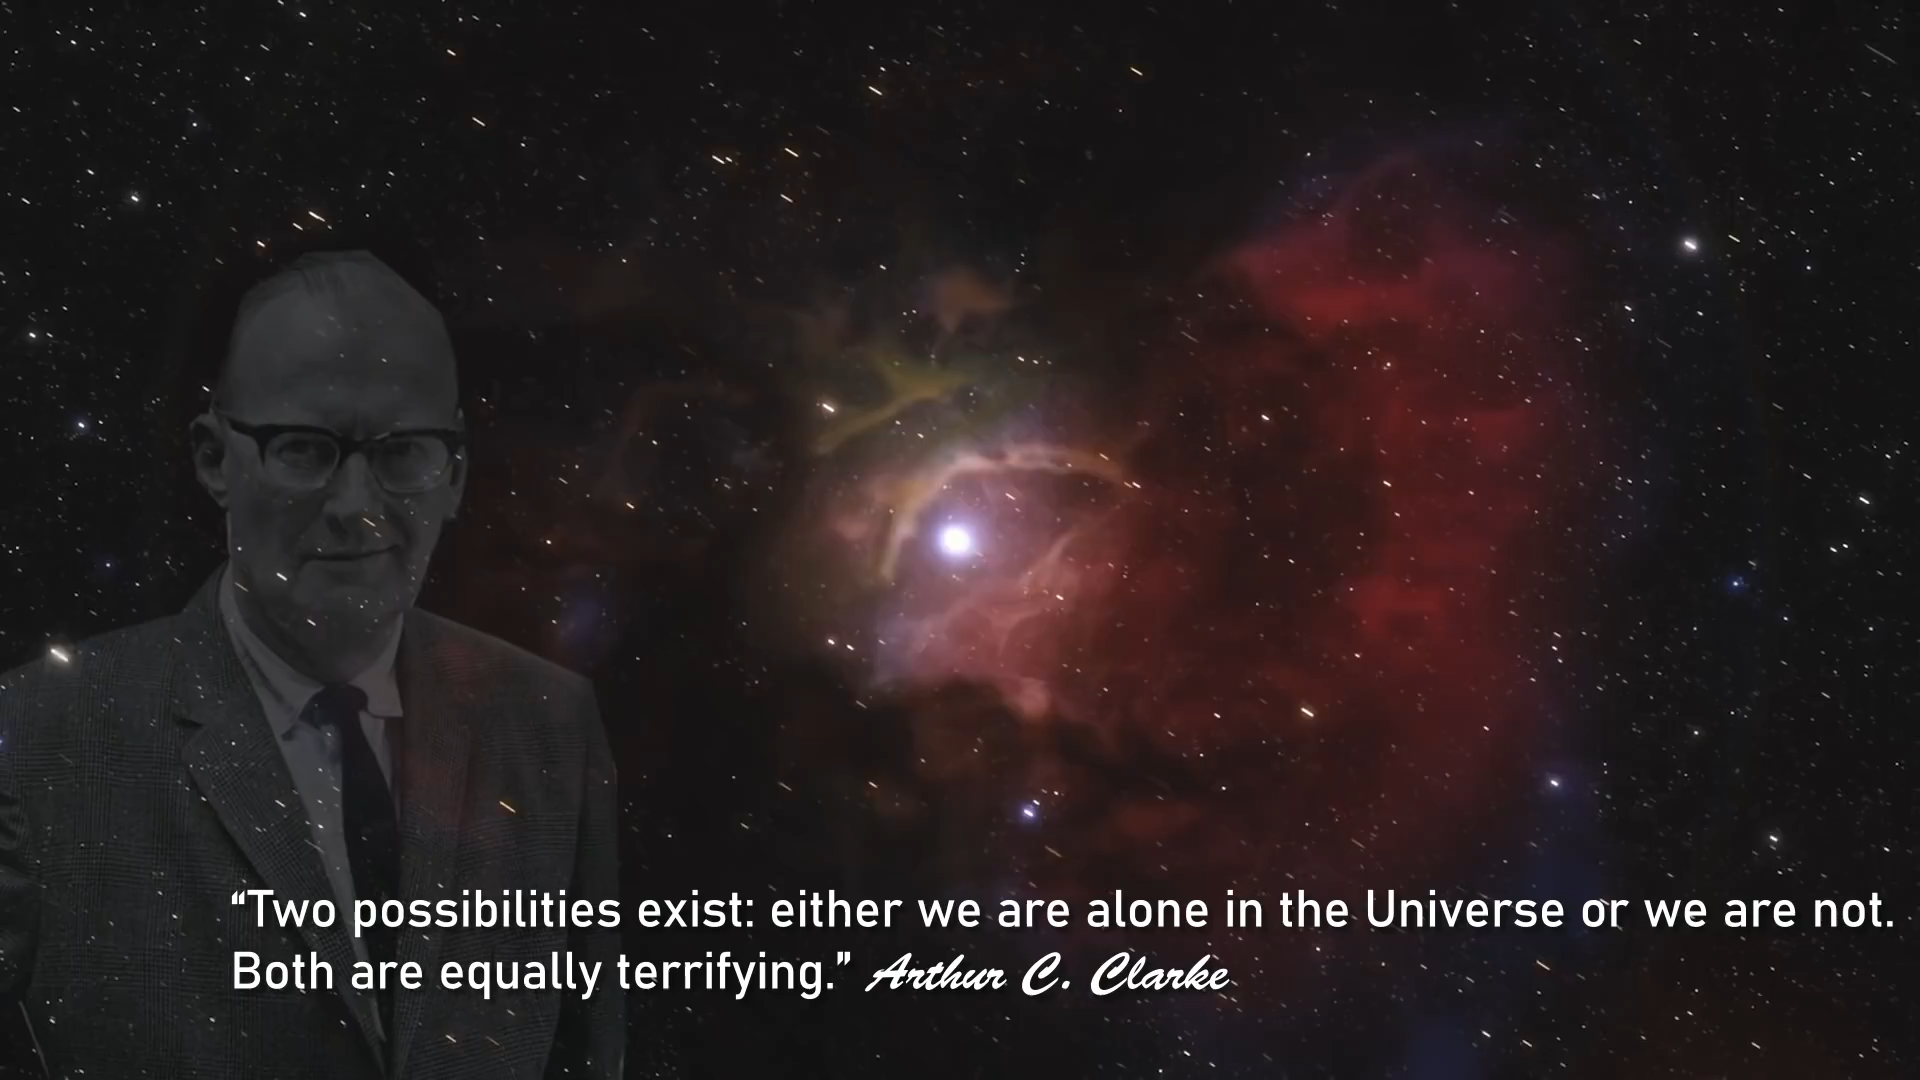 “Two possibilities exist: either we are alone in the Universe or we are not.
Both are equally terrifying.” Arthur C. Clarke